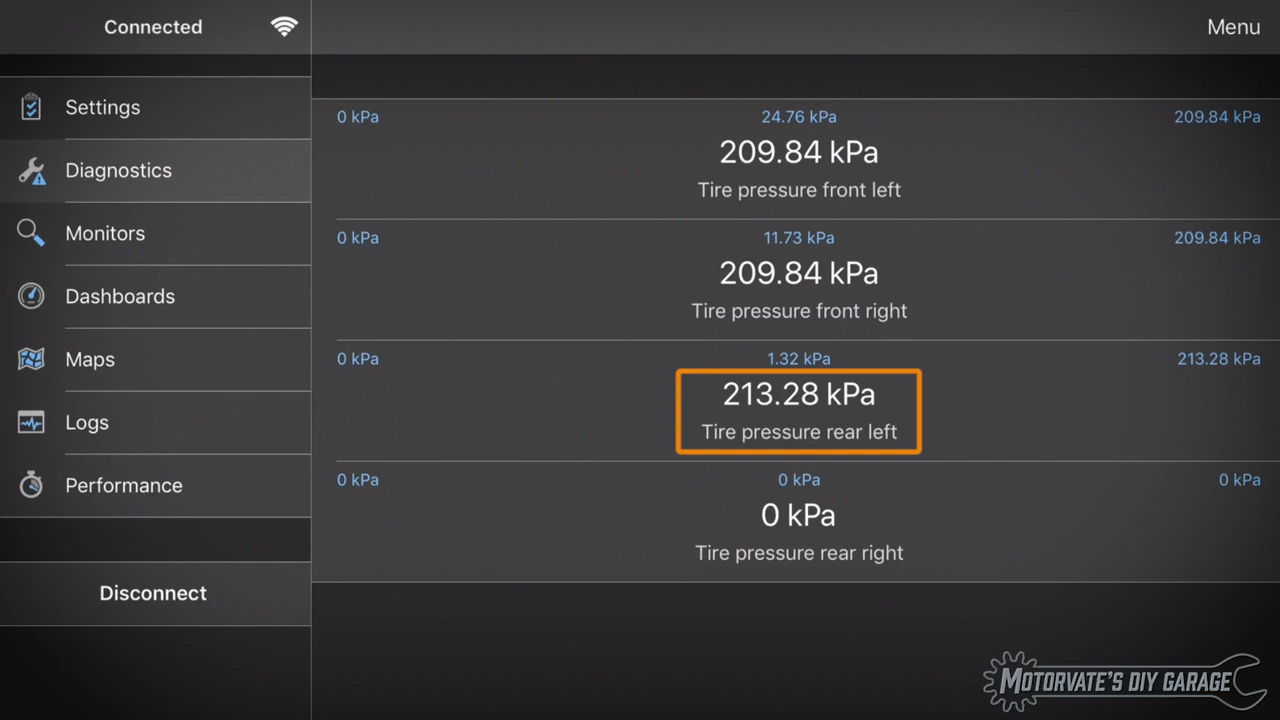 Connected
Menu
Settings
Diagnostics
Monitors
Dashboards
Maps
Logs
Performance
Disconnect
0 kPa 24.76 kPa 209.84 kPa
209.84 kPa
Tire pressure front left
0 kPa 11.73 kPa 209.84 kPa
209.84 kPa
Tire pressure front right
0 kPa 1.32 kPa 213.28 kPa
213.28 kPa
Tire pressure rear left
0 kPa 0 kPa 0 kPa
0 kPa
Tire pressure rear right
MOTORVATE'S DIY GARAGE